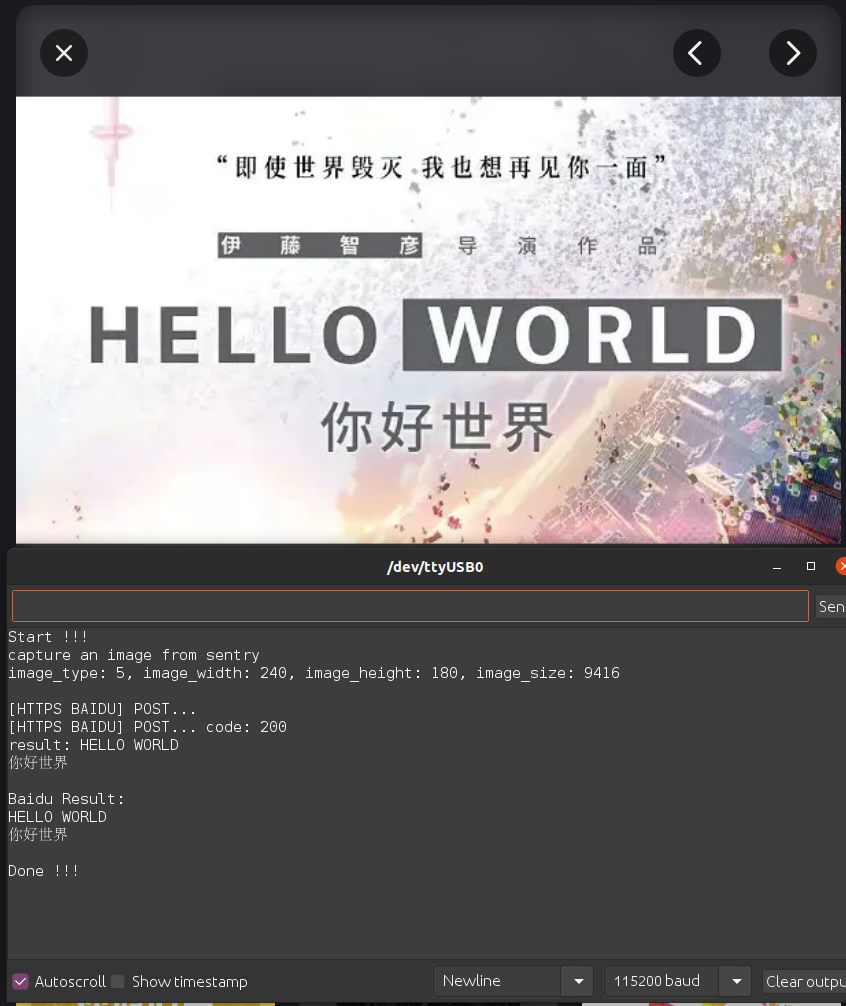 “即使世界毁灭 我也想再见你一面”
伊藤智彦 导演作品
HELLO WORLD
你好世界
/dev/ttyUSB0
Sen
Start !!!
capture an image from sentry
image_type: 5, image_width: 240, image_height: 180, image_size: 9416
[HTTPS BAIDU] POST...
[HTTPS BAIDU] POST... code: 200
result: HELLO WORLD
你好世界
Baidu Result:
HELLO WORLD
你好世界
Done !!!
Autoscroll Show timestamp Newline 115200 baud Clear outpu